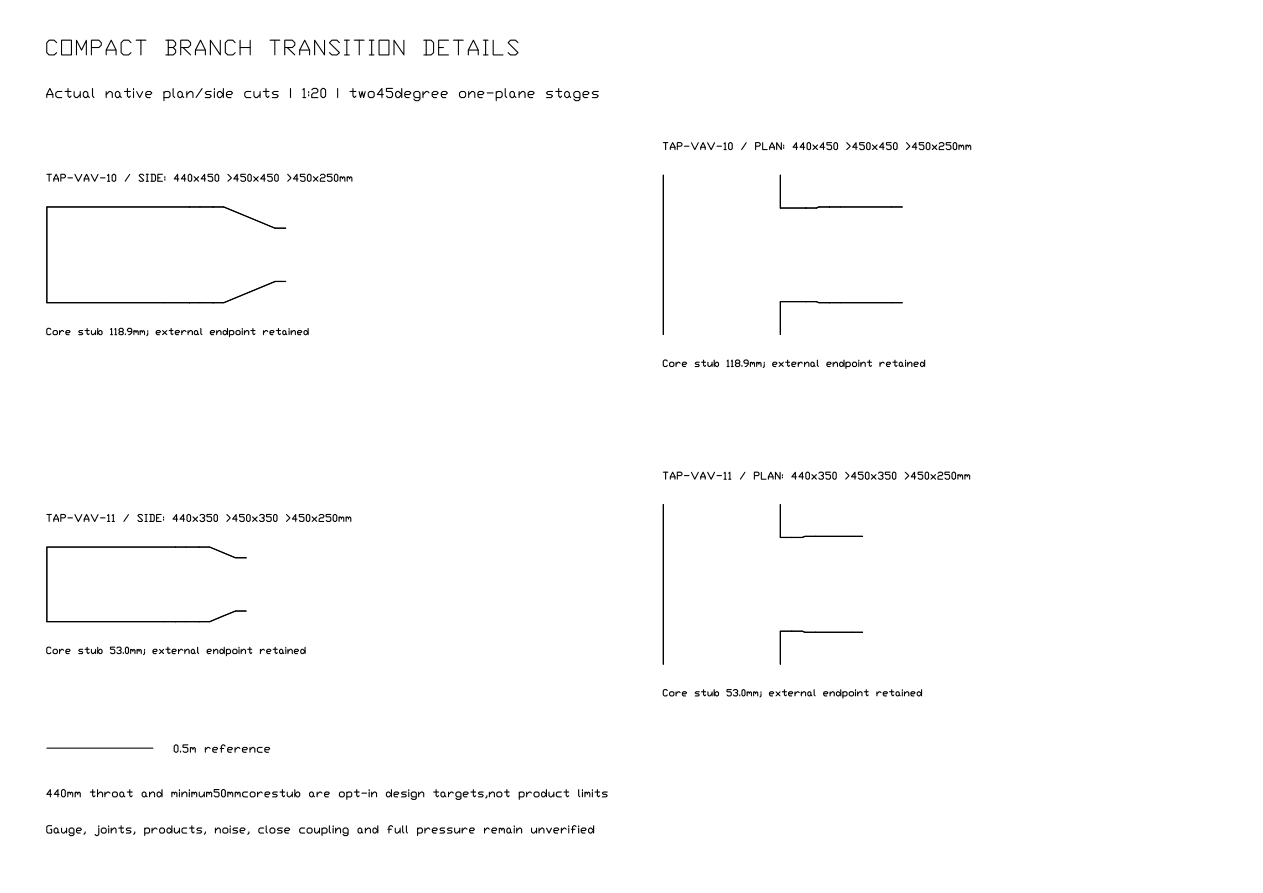 COMPACT BRANCH TRANSITION DETAILS
Actual native plan/side cuts | 1:20 | two45degree one-plane stages
TAP-VAV-10 / PLAN: 440x450 >450x450 >450x250mm
TAP-VAV-10 / SIDE: 440x450 >450x450 >450x250mm
Core stub 118.9mm; external endpoint retained
Core stub 118.9mm; external endpoint retained
TAP-VAV-11 / PLAN: 440x350 >450x350 >450x250mm
TAP-VAV-11 / SIDE: 440x350 >450x350 >450x250mm
Core stub 53.0mm; external endpoint retained
Core stub 53.0mm; external endpoint retained
0.5m reference
440mm throat and minimum50mmcorestub are opt-in design targets,not product limits
Gauge, joints, products, noise, close coupling and full pressure remain unverified